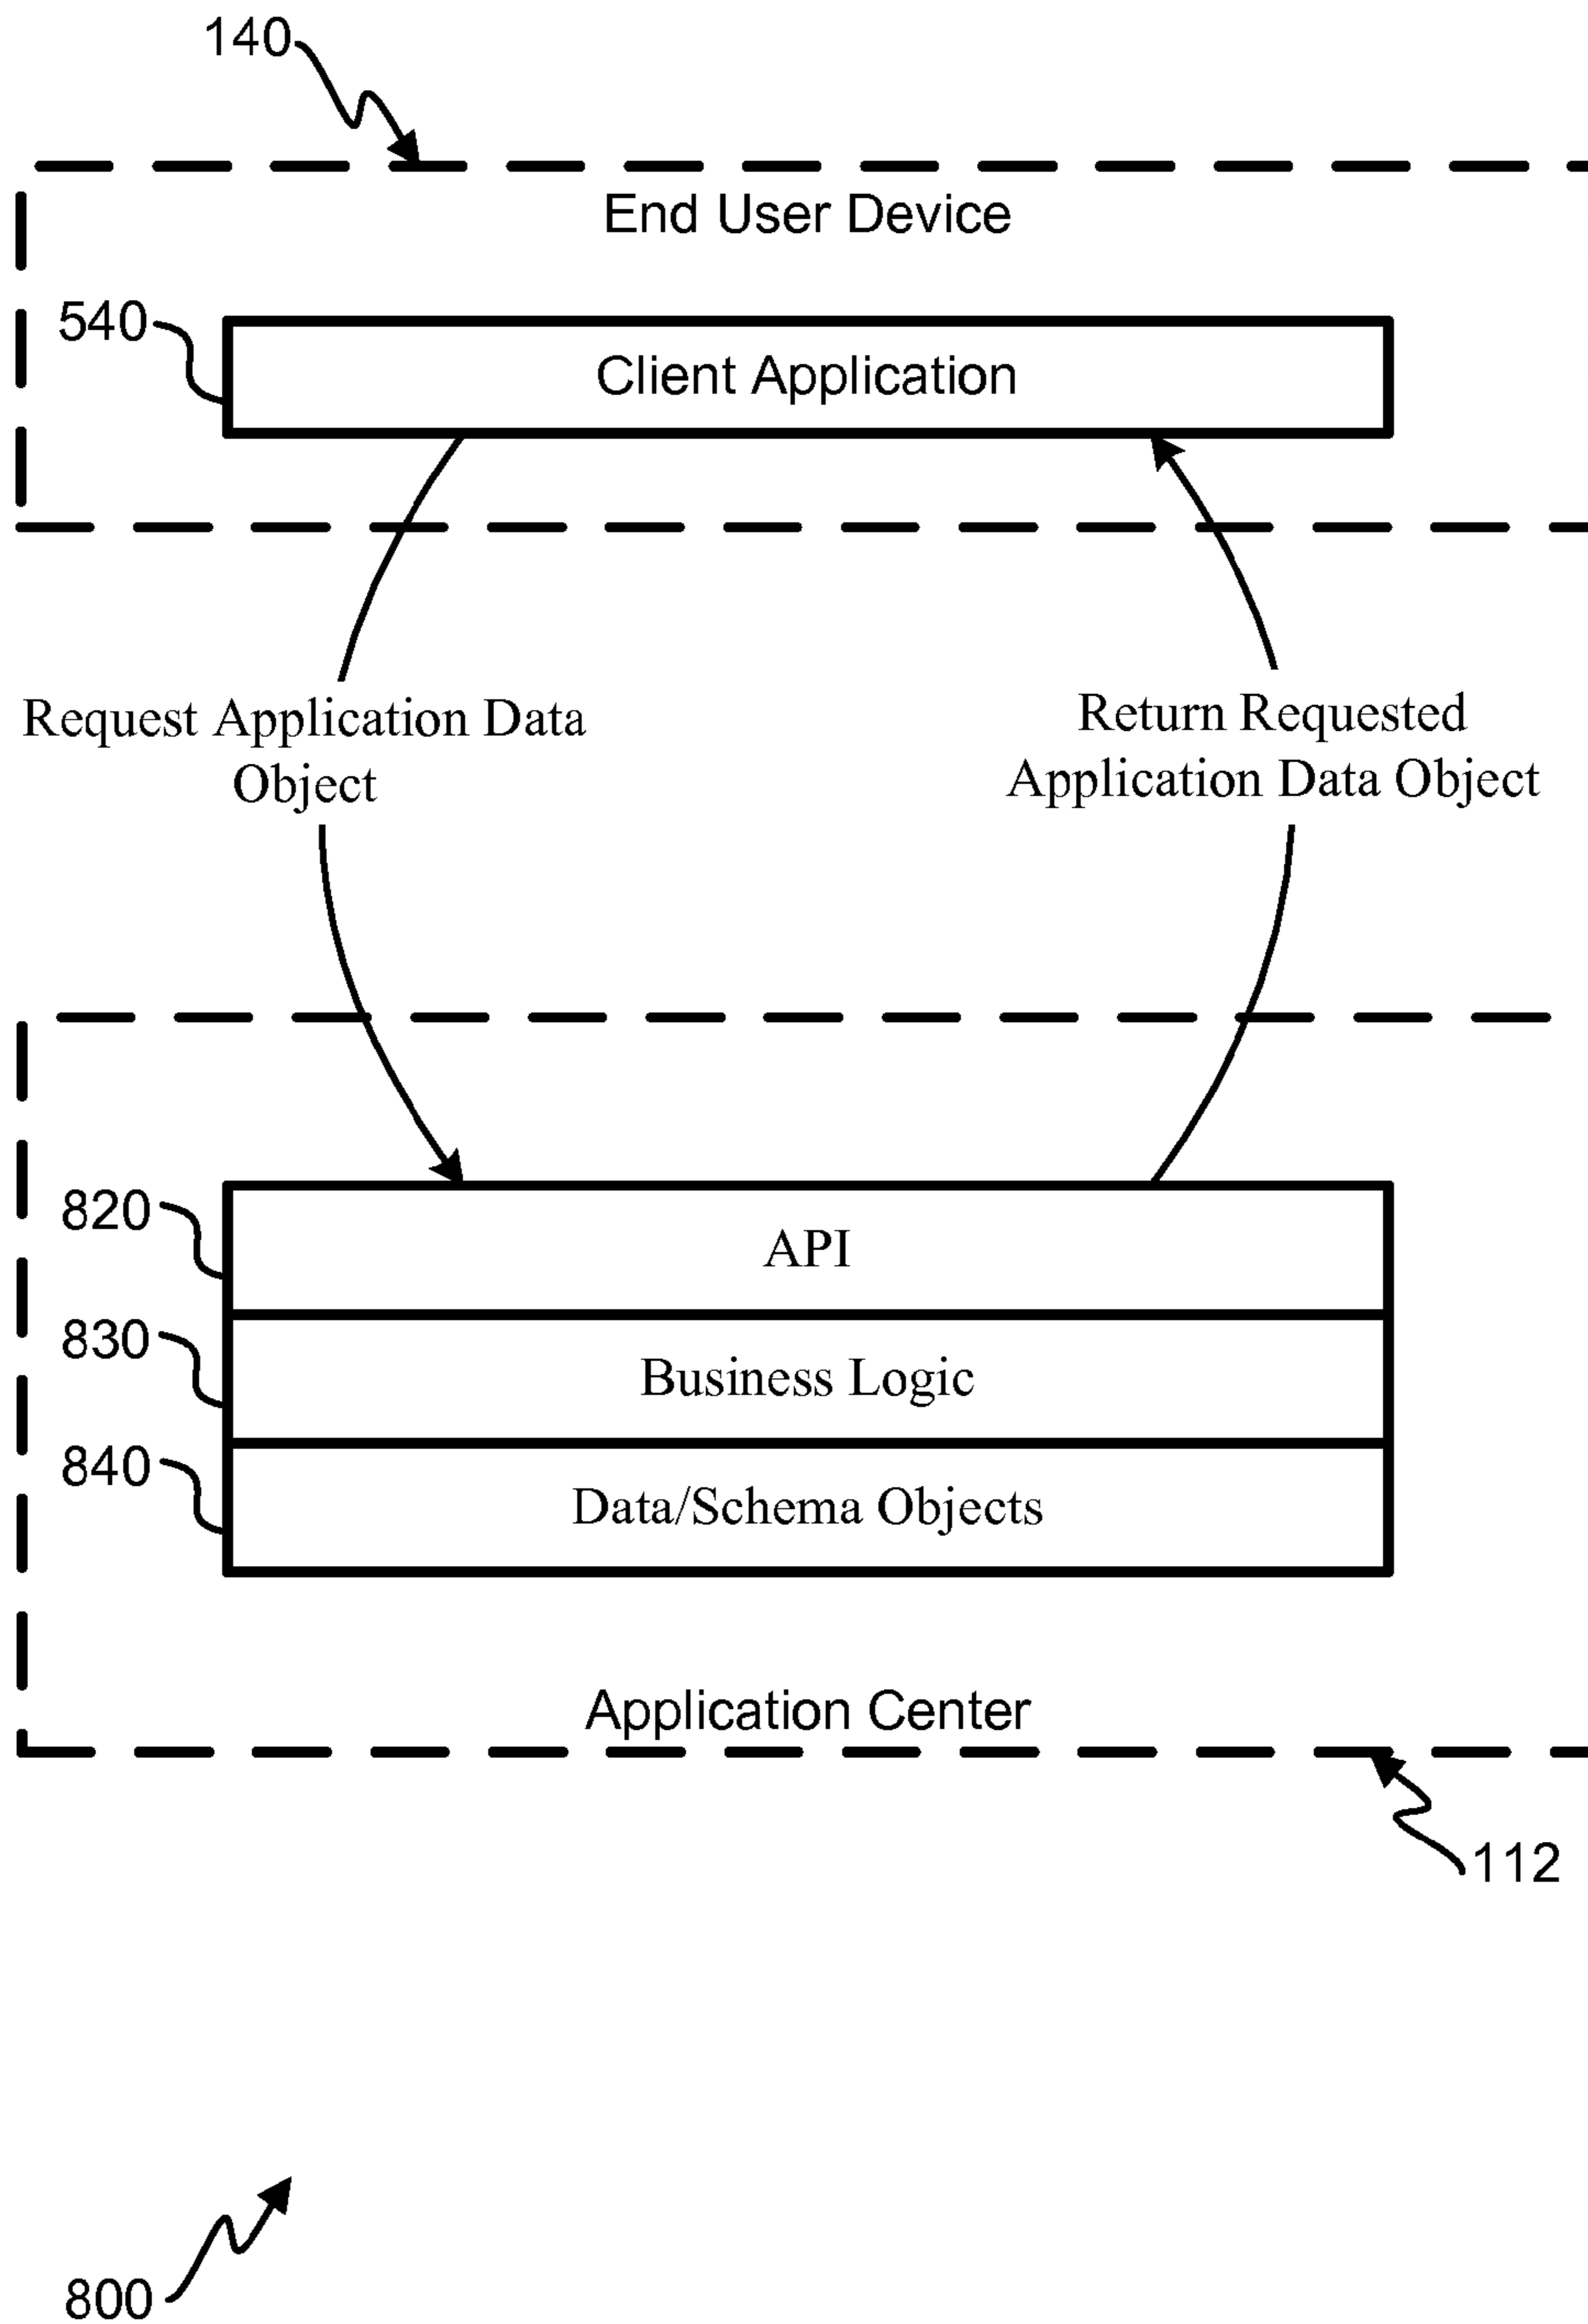 140
End User Device
540
Client Application
Request Application Data
Object
Return Requested
Application Data Object
820
API
830
Business Logic
840
Data/Schema Objects
Application Center
112
800